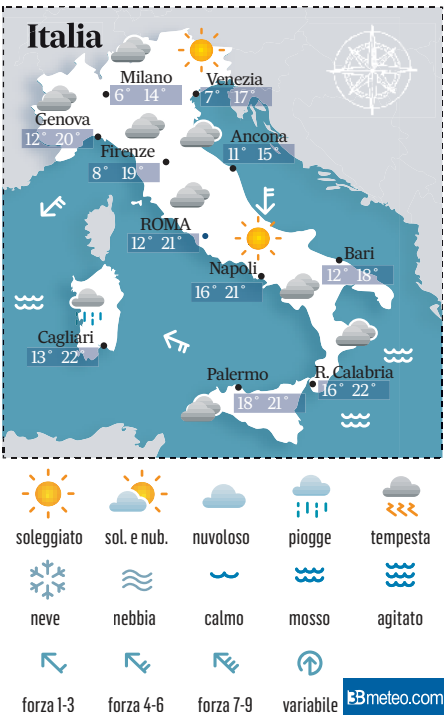 Italia
Milano
6° 14°
Venezia
7° 17°
Genova
12° 20°
Firenze
8° 19°
Ancona
11° 15°
ROMA
12° 21°
Napoli
16° 21°
Bari
12° 18°
Cagliari
13° 22°
Palermo
18° 21°
R. Calabria
16° 22°
soleggiato sol. e nub. nuvoloso piogge tempesta
neve nebbia calmo mosso agitato
forza 1-3 forza 4-6 forza 7-9 variabile
3Bmeteo.com